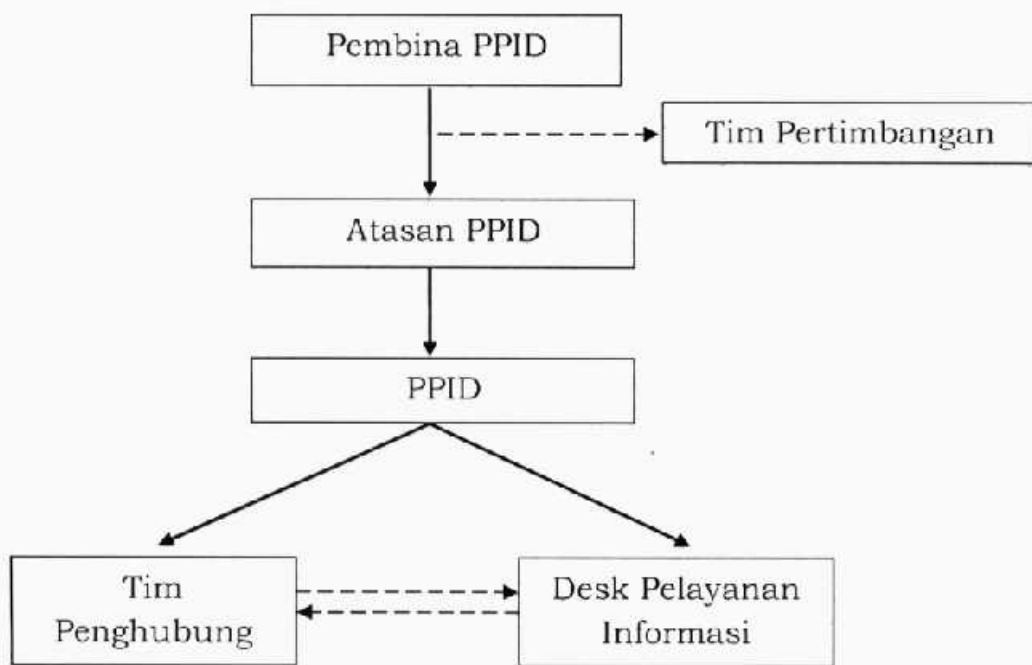 Pembina PPID
Tim Pertimbangan
Atasan PPID
PPID
Tim
Penghubung
Desk Pelayanan
Informasi